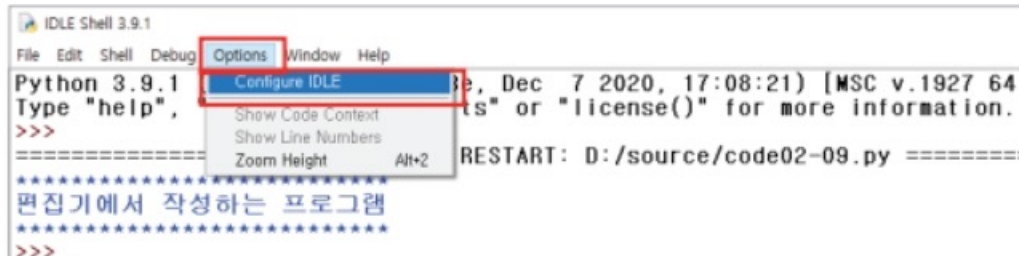 IDLE Shell 3.9.1
File Edit Shell Debug Options Window Help
Python 3.9.1 Be, Dec 7 2020, 17:08:21) [MSC v.1927 64
Configure IDLE
Type "help", ts" or "license()" for more information.
Show Code Context
>>>
Show Line Numbers
Zoom Height Alt+2
================ RESTART: D:/source/code02-09.py ========
***************************
편집기에서 작성하는 프로그램
***************************
>>>